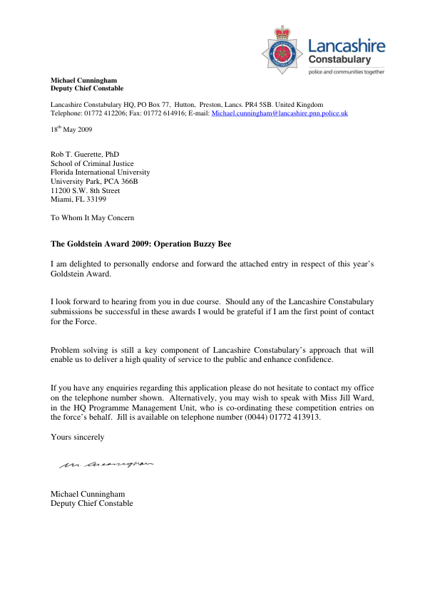 Lancashire
Constabulary
police and communities together
Michael Cunningham
Deputy Chief Constable
Lancashire Constabulary HQ, PO Box 77, Hutton, Preston, Lancs. PR4 5SB. United Kingdom
Telephone: 01772 412206; Fax: 01772 614916; E-mail: Michael.cunningham@lancashire.pnn.police.uk
18th May 2009
Rob T. Guerette, PhD
School of Criminal Justice
Florida International University
University Park, PCA 366B
11200 S.W. 8th Street
Miami, FL 33199
To Whom It May Concern
The Goldstein Award 2009: Operation Buzzy Bee
I am delighted to personally endorse and forward the attached entry in respect of this year's
Goldstein Award.
I look forward to hearing from you in due course. Should any of the Lancashire Constabulary
submissions be successful in these awards I would be grateful if I am the first point of contact
for the Force.
Problem solving is still a key component of Lancashire Constabulary's approach that will
enable us to deliver a high quality of service to the public and enhance confidence.
If you have any enquiries regarding this application please do not hesitate to contact my office
on the telephone number shown. Alternatively, you may wish to speak with Miss Jill Ward,
in the HQ Programme Management Unit, who is co-ordinating these competition entries on
the force's behalf. Jill is available on telephone number (0044) 01772 413913.
Yours sincerely
M Cunningham
Michael Cunningham
Deputy Chief Constable